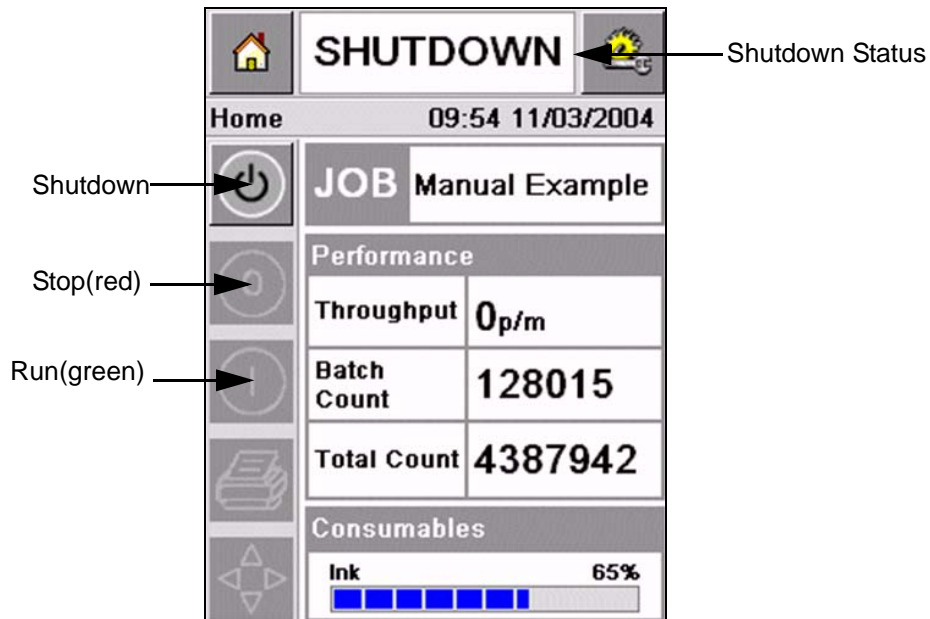 SHUTDOWN
Shutdown Status
Home 09:54 11/03/2004
Shutdown
JOB Manual Example
Performance
Stop(red)
Throughput 0p/m
Run(green)
Batch
Count 128015
Total Count 4387942
Consumables
Ink 65%